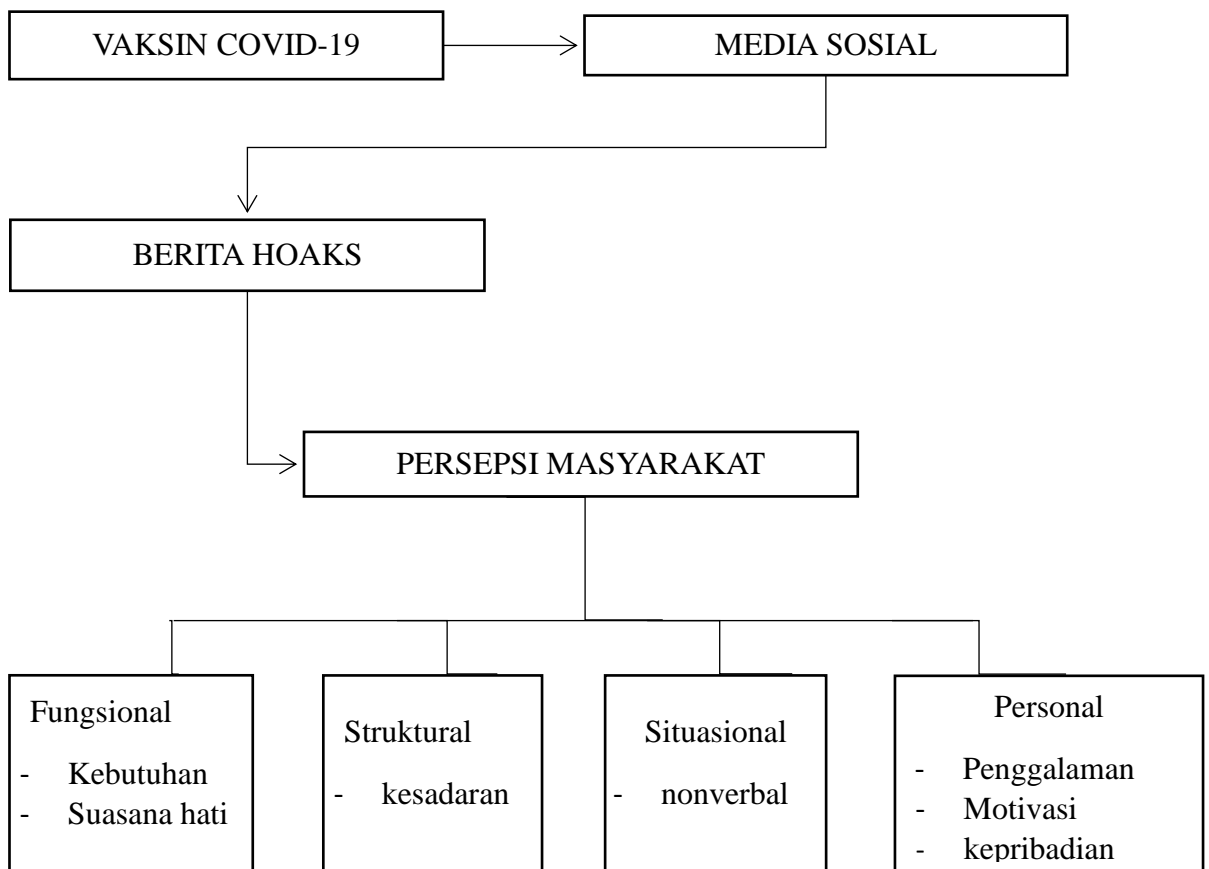 VAKSIN COVID-19
MEDIA SOSIAL
BERITA HOAKS
PERSEPSI MASYARAKAT
Fungsional
- Kebutuhan
- Suasana hati
Struktural
- kesadaran
Situasional
- nonverbal
Personal
- Penggalaman
- Motivasi
- kepribadian